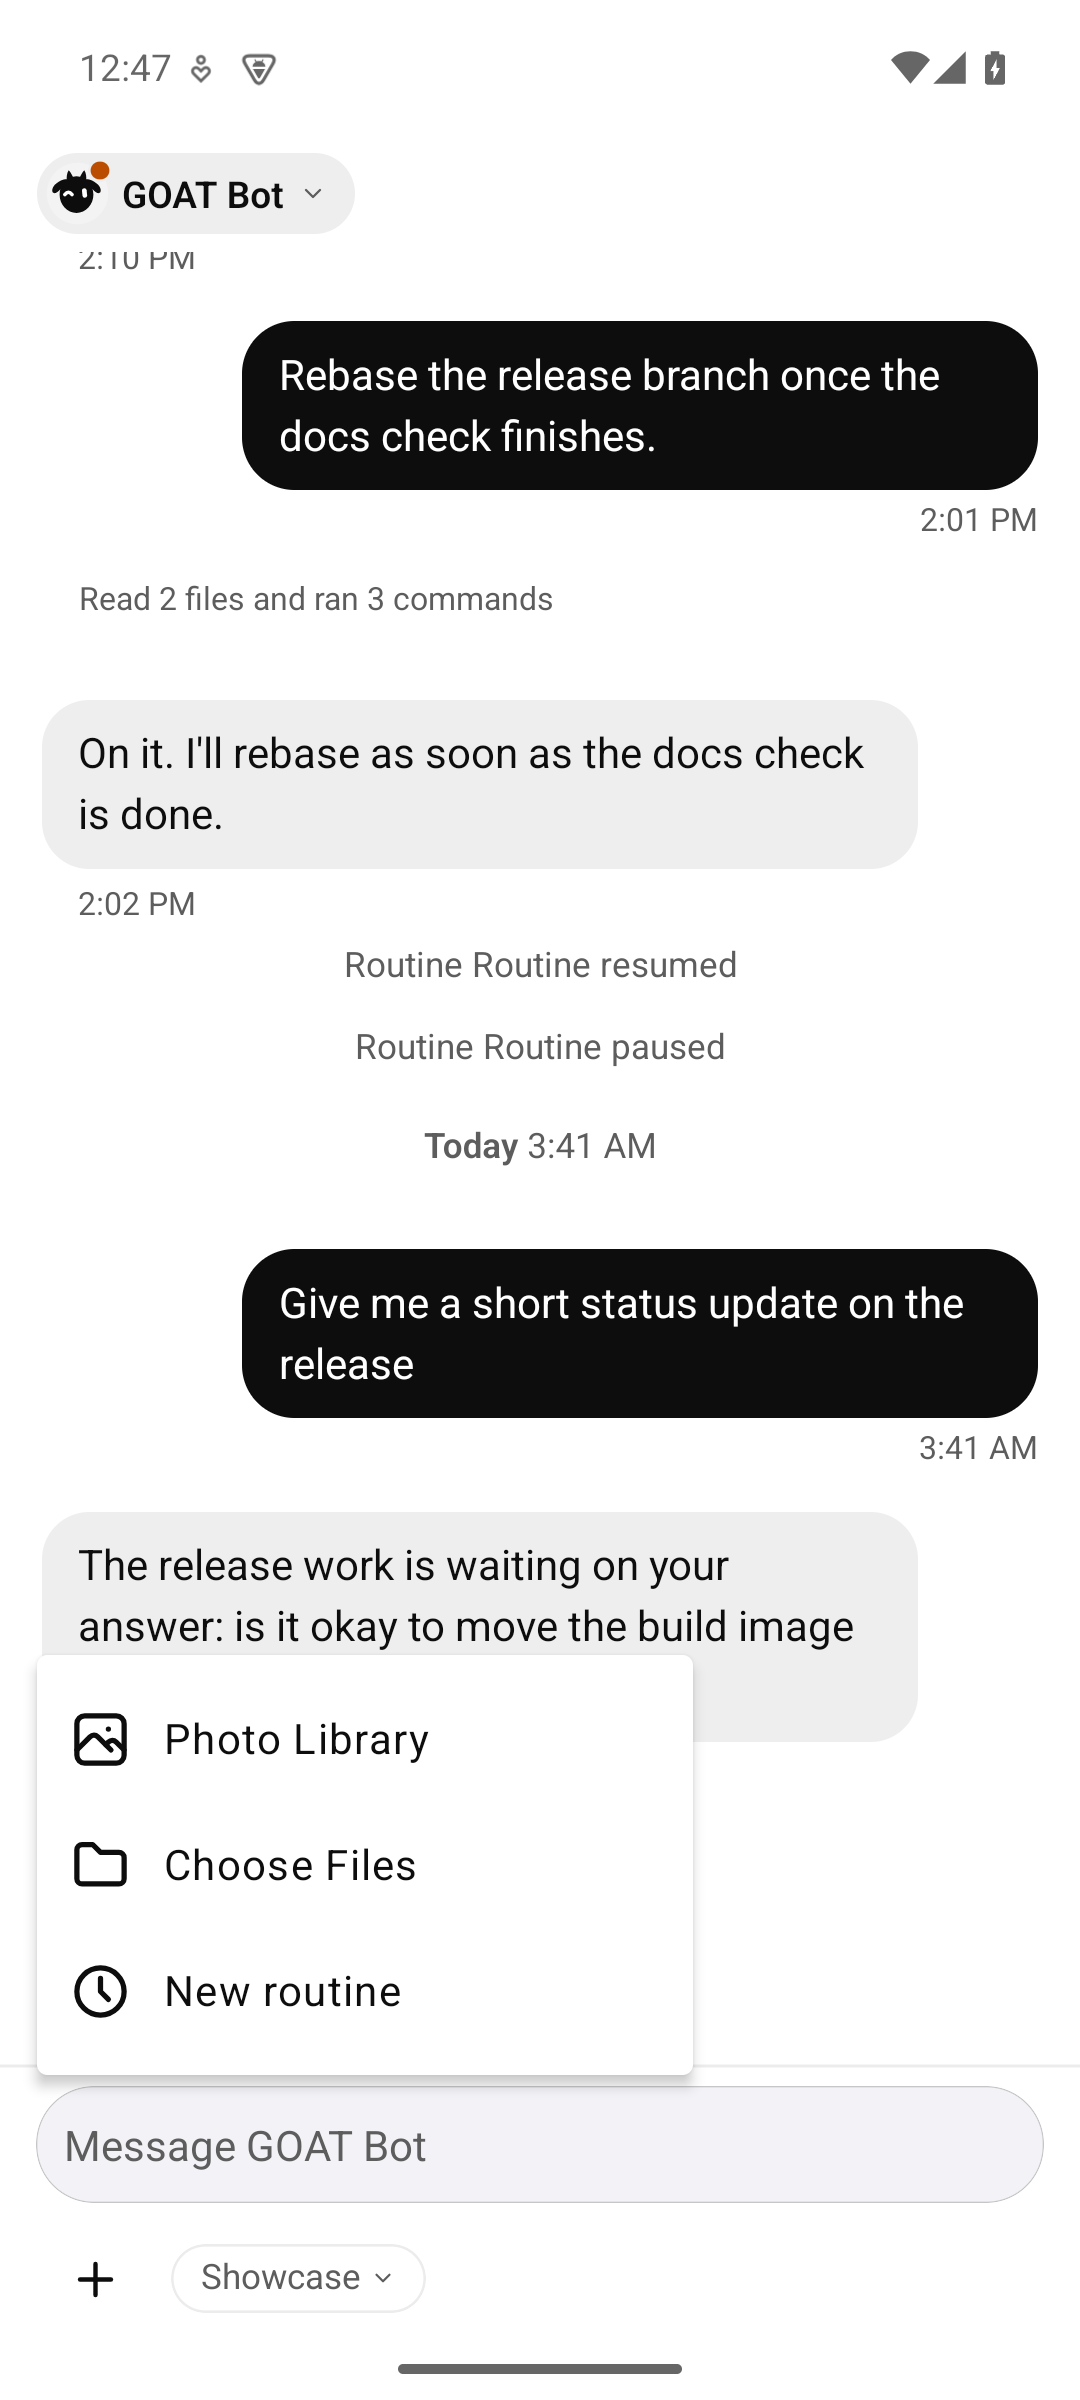 12:47
GOAT Bot
2:10 PM
Rebase the release branch once the
docs check finishes.
2:01 PM
Read 2 files and ran 3 commands
On it. I'll rebase as soon as the docs check
is done.
2:02 PM
Routine Routine resumed
Routine Routine paused
Today 3:41 AM
Give me a short status update on the
release
3:41 AM
The release work is waiting on your
answer: is it okay to move the build image
Photo Library
Choose Files
New routine
Message GOAT Bot
Showcase